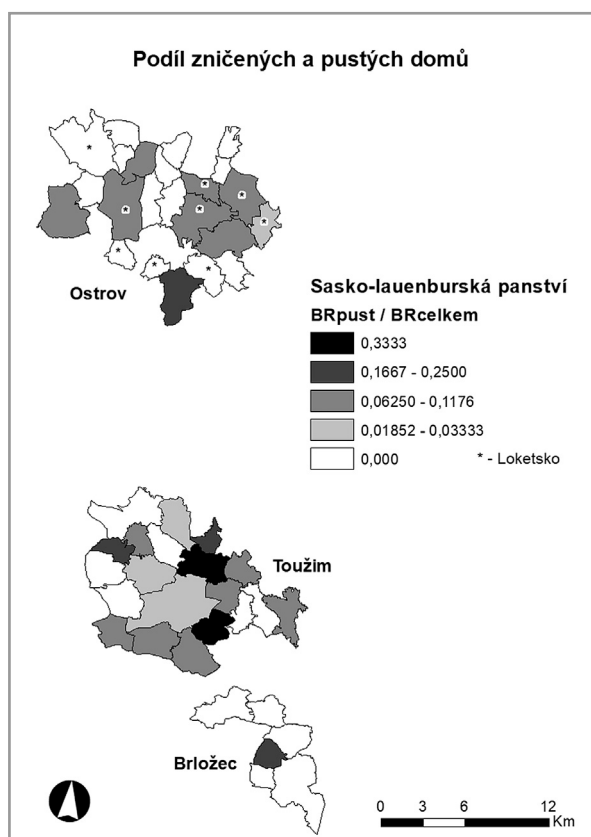 Podíl zničených a pustých domů
Ostrov
Sasko-lauenburská panství
BRpust / BRcelkem
0,3333
0,1667 - 0,2500
0,06250 - 0,1176
0,01852 - 0,03333
0,000 * - Loketsko
Toužim
Brložec
0 3 6 12
Km